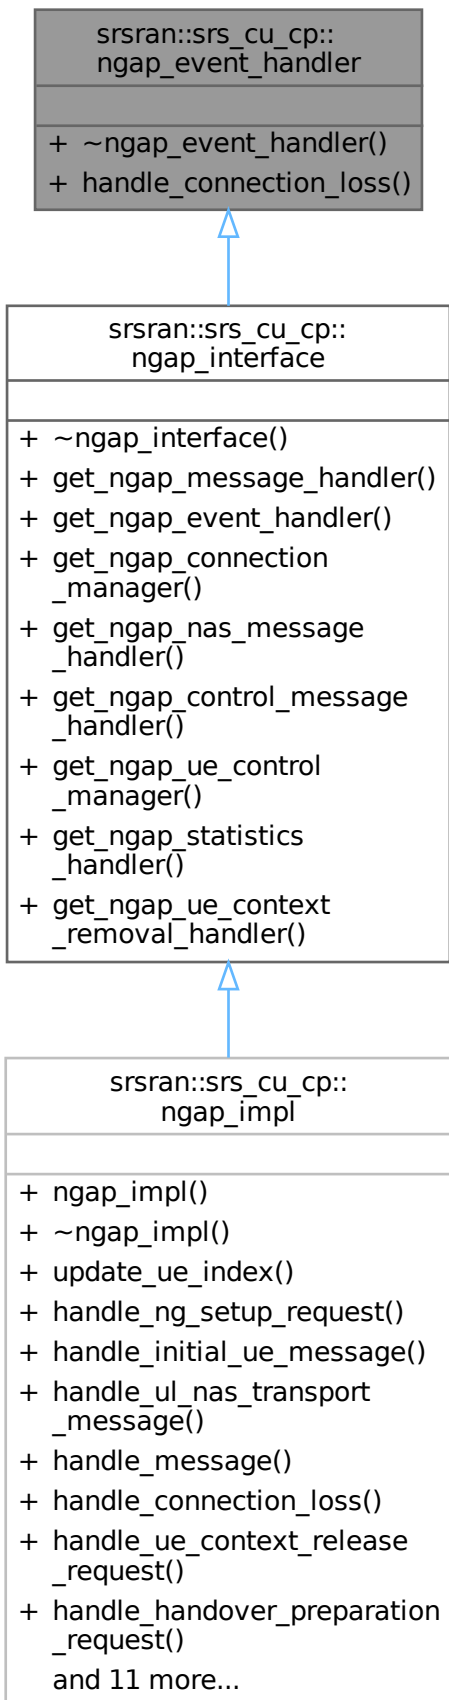 srsran::srs_cu_cp::
ngap_event_handler
+ ~ngap_event_handler()
+ handle_connection_loss()
srsran::srs_cu_cp::
ngap_interface
+ ~ngap_interface()
+ get_ngap_message_handler()
+ get_ngap_event_handler()
+ get_ngap_connection
_manager()
+ get_ngap_nas_message
_handler()
+ get_ngap_control_message
_handler()
+ get_ngap_ue_control
_manager()
+ get_ngap_statistics
_handler()
+ get_ngap_ue_context
_removal_handler()
srsran::srs_cu_cp::
ngap_impl
+ ngap_impl()
+ ~ngap_impl()
+ update_ue_index()
+ handle_ng_setup_request()
+ handle_initial_ue_message()
+ handle_ul_nas_transport
_message()
+ handle_message()
+ handle_connection_loss()
+ handle_ue_context_release
_request()
+ handle_handover_preparation
_request()
and 11 more...